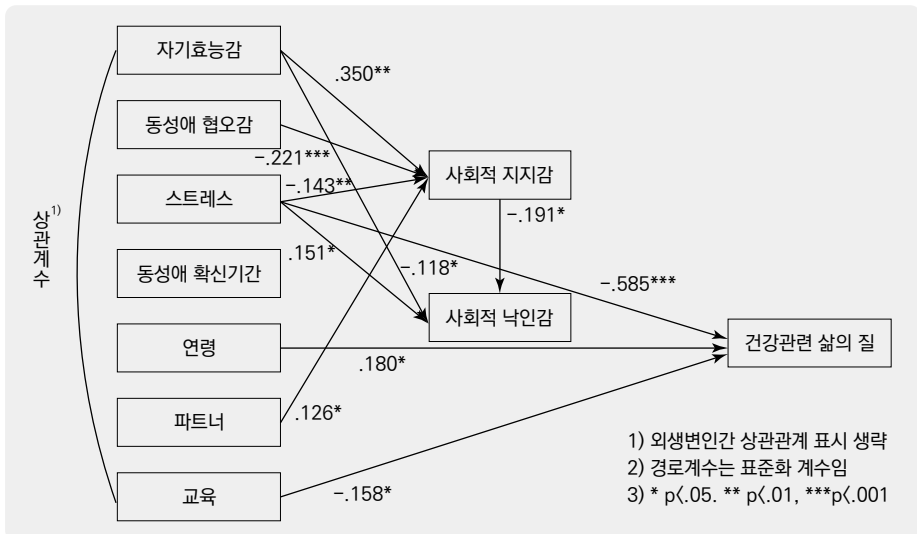 자기효능감
.350**
동성애 협오감
-.221***
사회적 지지감
스트레스
-.143**
-.191*
상관계수1)
.151*
-.118*
동성애 확신기간
-.585***
사회적 낙인감
연령
건강관련 삶의 질
.180*
파트너
.126*
1) 외생변인간 상관관계 표시 생략
2) 경로계수는 표준화 계수임
교육
-.158*
3) * p<.05. ** p<.01, ***p<.001